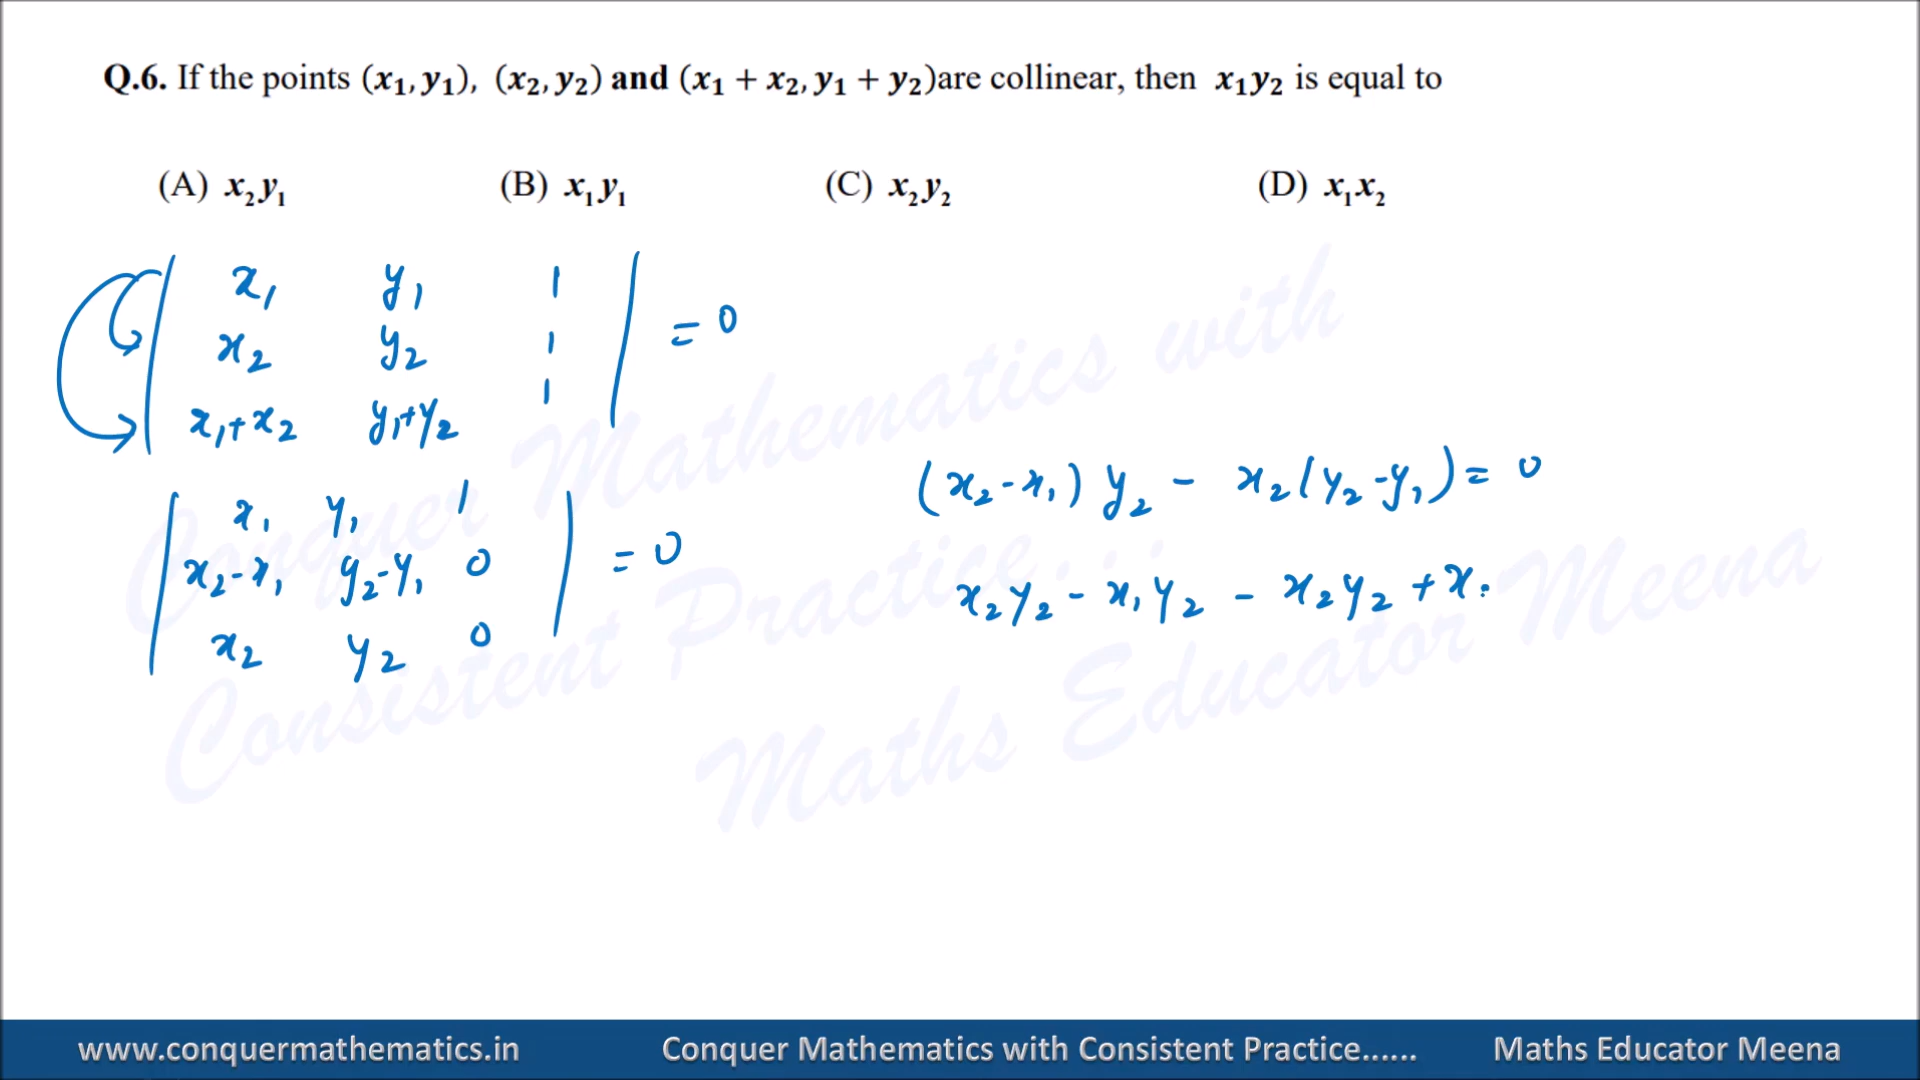 Q.6. If the points (x₁, y₁), (x₂, y₂) and (x₁ + x₂, y₁ + y₂)are collinear, then x₁y₂ is equal to
(A) x₂y₁ (B) x₁y₁ (C) x₂y₂ (D) x₁x₂
| x₁ y₁ 1 |
| x₂ y₂ 1 | = 0
| x₁+x₂ y₁+y₂ 1 |
| x₁ y₁ 1 |
| x₂-x₁ y₂-y₁ 0 | = 0
| x₂ y₂ 0 |
(x₂-x₁) y₂ - x₂(y₂-y₁) = 0
x₂y₂ - x₁y₂ - x₂y₂ + x
Conquer Mathematics with
Consistent Practice...
Maths Educator Meena
www.conquermathematics.in Conquer Mathematics with Consistent Practice...... Maths Educator Meena